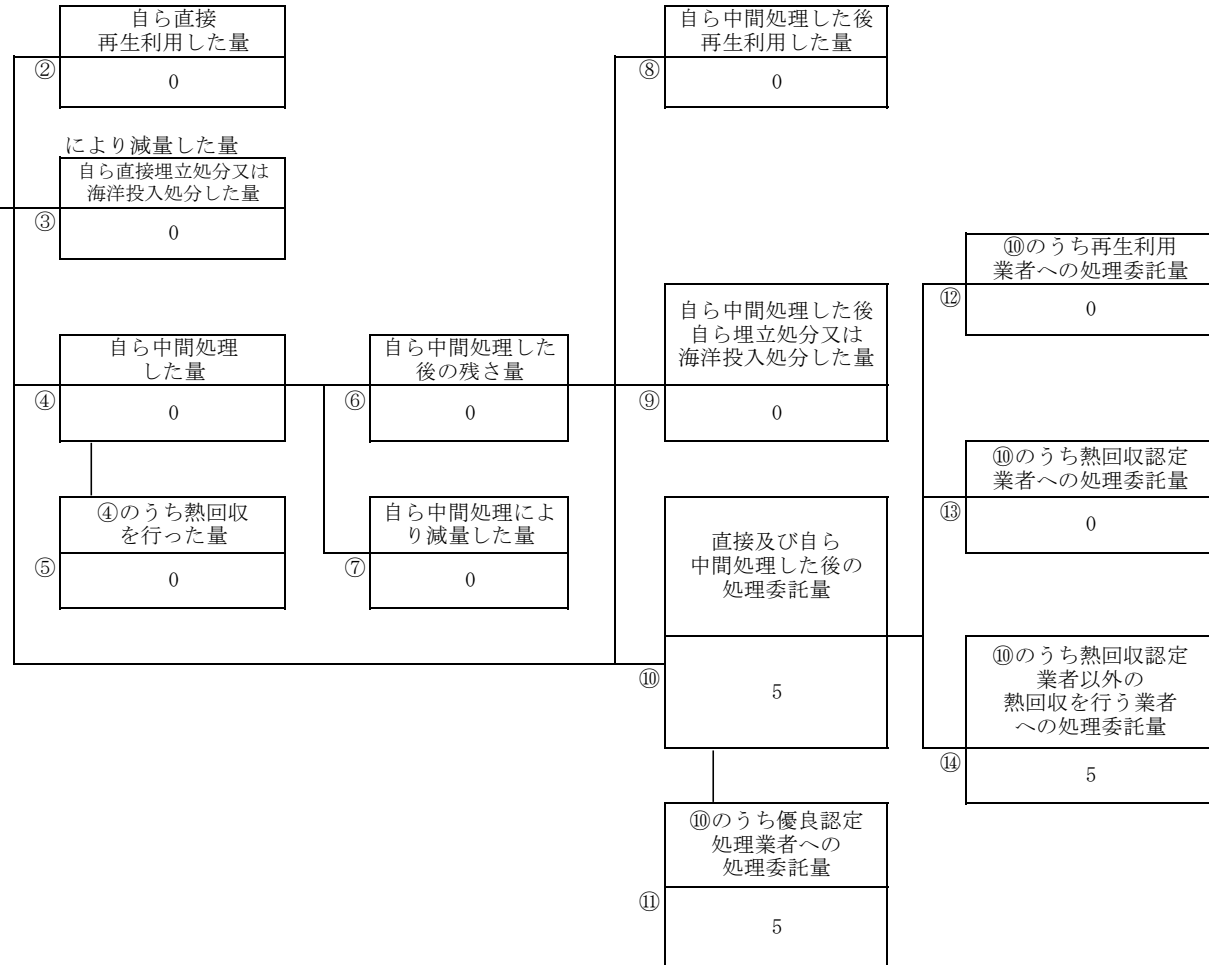 自ら直接
再生利用した量
②
0
により減量した量
自ら直接埋立処分又は
海洋投入処分した量
③
0
自ら中間処理
した量
④
0
④のうち熱回収
を行った量
⑤
0
自ら中間処理した
後の残さ量
⑥
0
自ら中間処理によ
り減量した量
⑦
0
自ら中間処理した後
再生利用した量
⑧
0
自ら中間処理した後
自ら埋立処分又は
海洋投入処分した量
⑨
0
直接及び自ら
中間処理した後の
処理委託量
⑩
5
⑩のうち優良認定
処理業者への
処理委託量
⑪
5
⑩のうち再生利用
業者への処理委託量
⑫
0
⑩のうち熱回収認定
業者への処理委託量
⑬
0
⑩のうち熱回収認定
業者以外の
熱回収を行う業者
への処理委託量
⑭
5